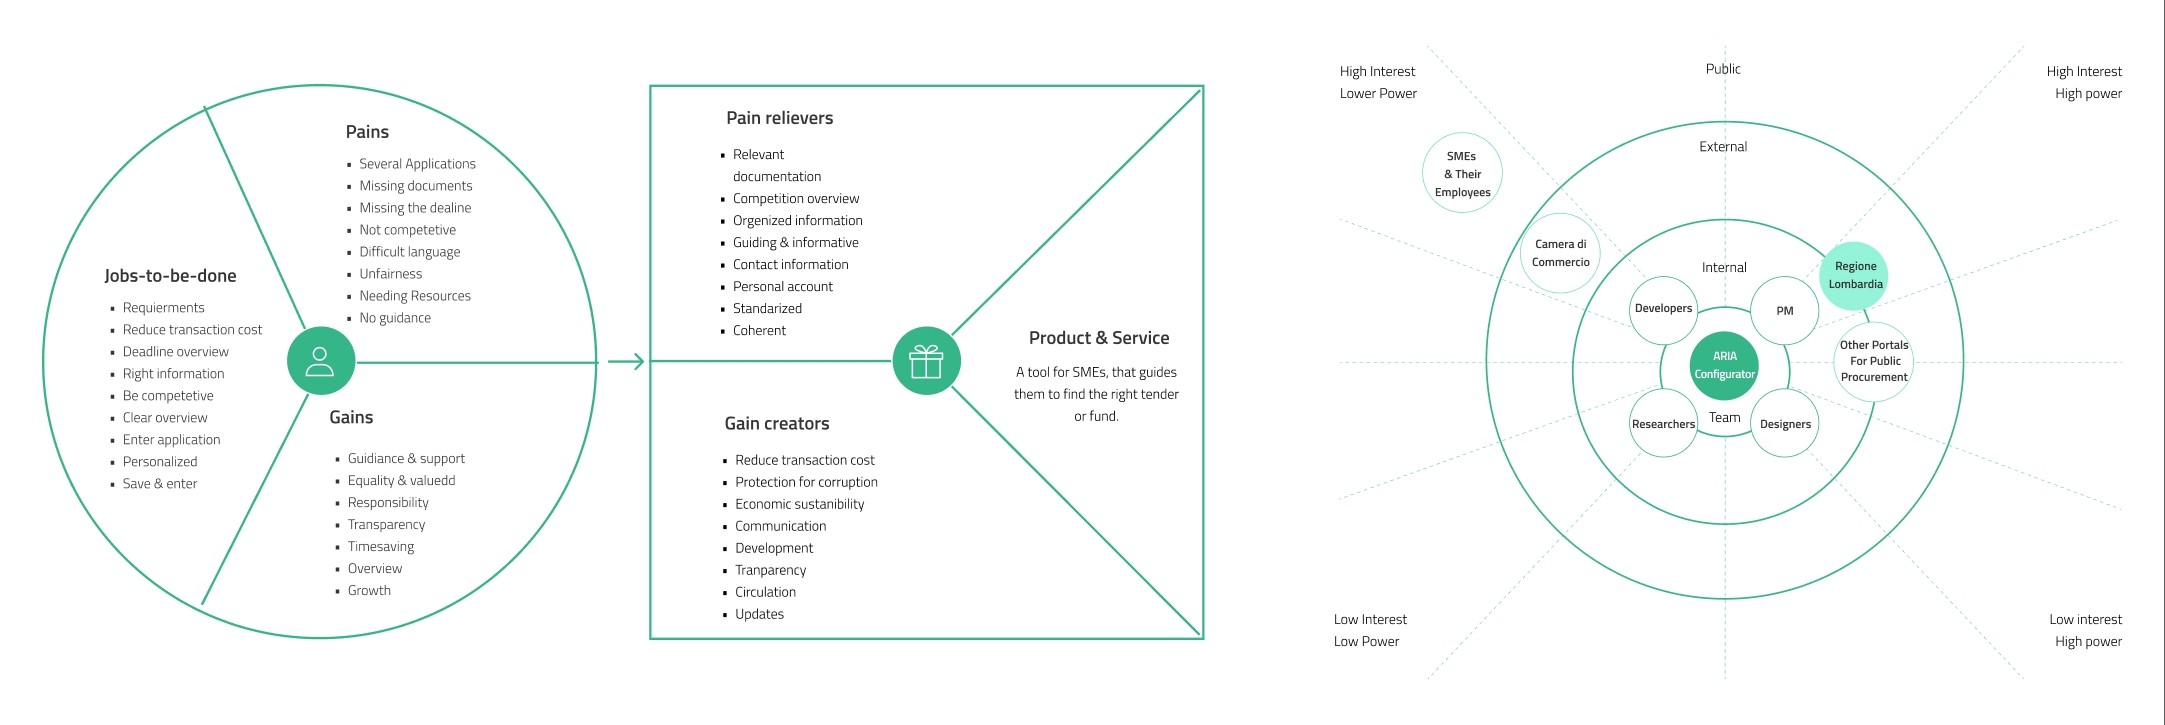 Jobs-to-be-done
Requierments
Reduce transaction cost
Deadline overview
Right information
Be competetive
Clear overview
Enter application
Personalized
Save & enter
Pains
Several Applications
Missing documents
Missing the dealine
Not competetive
Difficult language
Unfairness
Needing Resources
No guidance
Gains
Guidiance & support
Equality & valuedd
Responsibility
Transparency
Timesaving
Overview
Growth
Pain relievers
Relevant
documentation
Competition overview
Orgenized information
Guiding & informative
Contact information
Personal account
Standarized
Coherent
Gain creators
Reduce transaction cost
Protection for corruption
Economic sustanibility
Communication
Development
Tranparency
Circulation
Updates
Product & Service
A tool for SMEs, that guides
them to find the right tender
or fund.
High Interest
Lower Power
Public
High Interest
High power
External
SMEs
& Their
Employees
Camera di
Commercio
Internal
Regione
Lombardia
Developers
PM
ARIA
Configurator
Other Portals
For Public
Procurement
Researchers
Team
Designers
Low Interest
Low Power
Low interest
High power